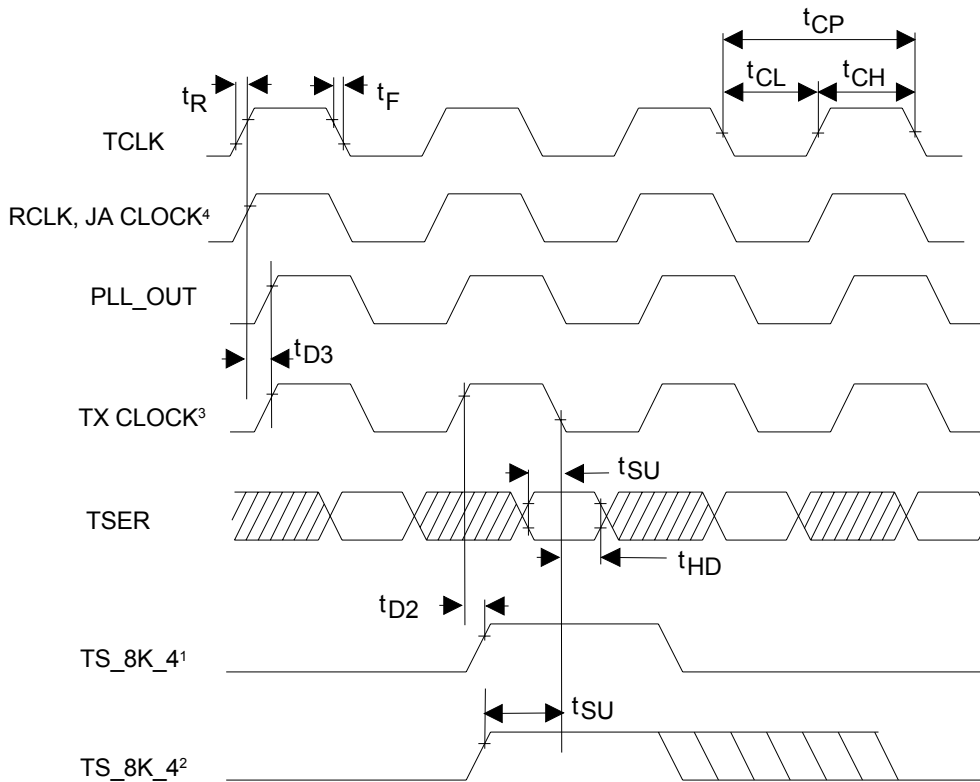 tCP
tCL tCH
tR tF
TCLK
RCLK, JA CLOCK⁴
PLL_OUT
tD3
TX CLOCK³
tSU
TSER
tHD
tD2
TS_8K_4¹
tSU
TS_8K_4²